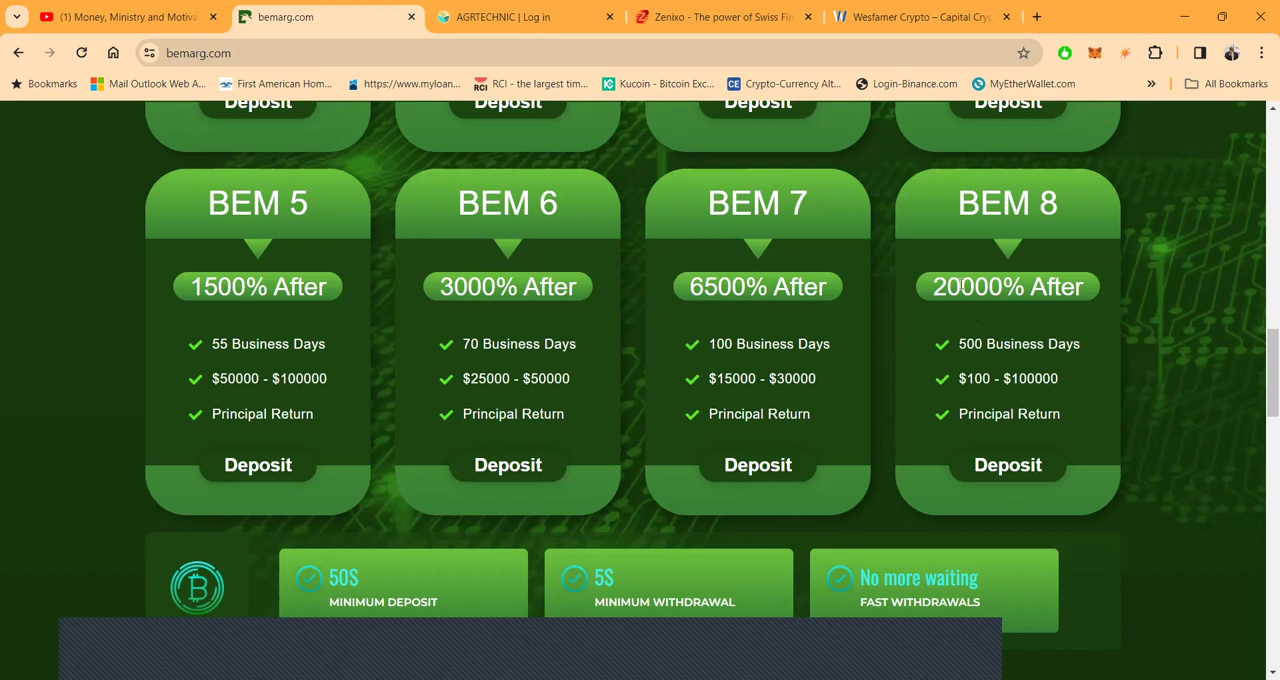 (1) Money, Ministry and Motiva
bemarg.com
AGRTECHNIC | Log in
Zenixo - The power of Swiss Fin
Wesfamer Crypto – Capital Cryp
bemarg.com
Bookmarks
Mail Outlook Web A...
First American Hom...
https://www.myloan...
RCI - the largest tim...
Kucoin - Bitcoin Exc...
Crypto-Currency Alt...
Login-Binance.com
MyEtherWallet.com
All Bookmarks
Deposit
Deposit
Deposit
Deposit
BEM 5
1500% After
55 Business Days
$50000 - $100000
Principal Return
Deposit
BEM 6
3000% After
70 Business Days
$25000 - $50000
Principal Return
Deposit
BEM 7
6500% After
100 Business Days
$15000 - $30000
Principal Return
Deposit
BEM 8
20000% After
500 Business Days
$100 - $100000
Principal Return
Deposit
50$
MINIMUM DEPOSIT
5$
MINIMUM WITHDRAWAL
No more waiting
FAST WITHDRAWALS